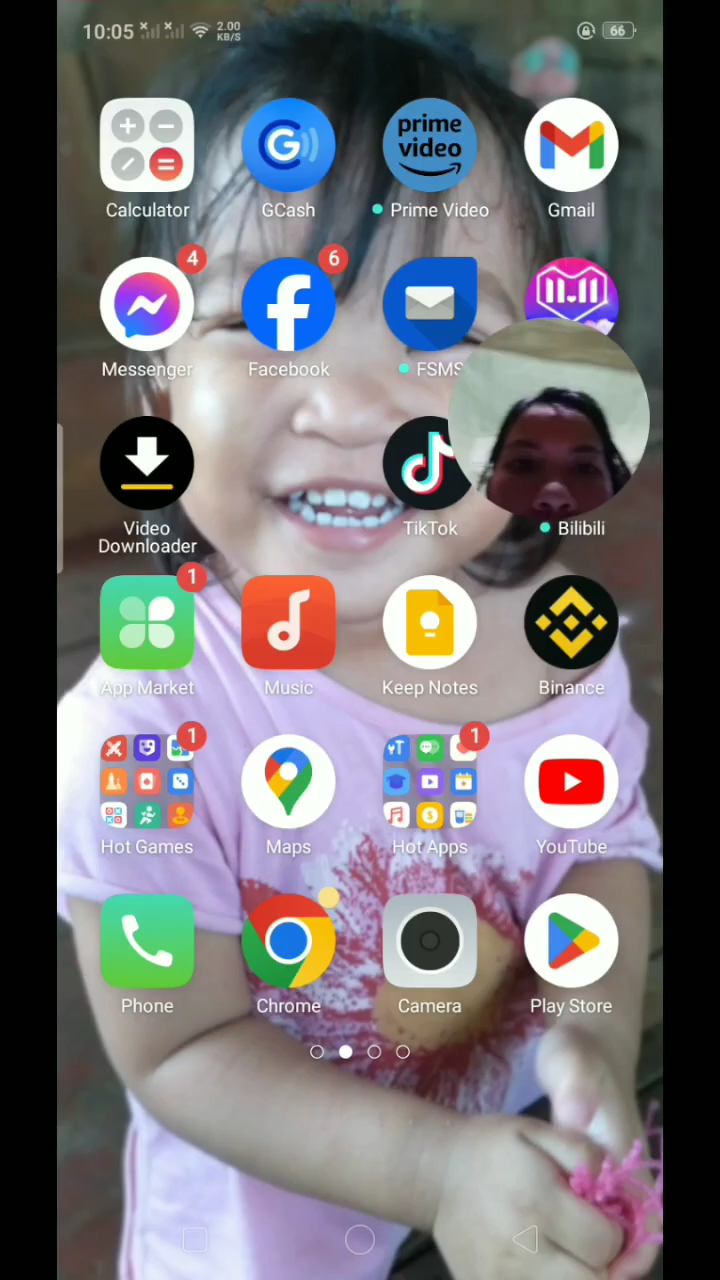 10:05 2.00 KB/S 66
prime video
Calculator GCash Prime Video Gmail
4 6 11.11
Messenger Facebook FSMS
Video Downloader TikTok Bilibili
1
App Market Music Keep Notes Binance
1 1
Hot Games Maps Hot Apps YouTube
Phone Chrome Camera Play Store